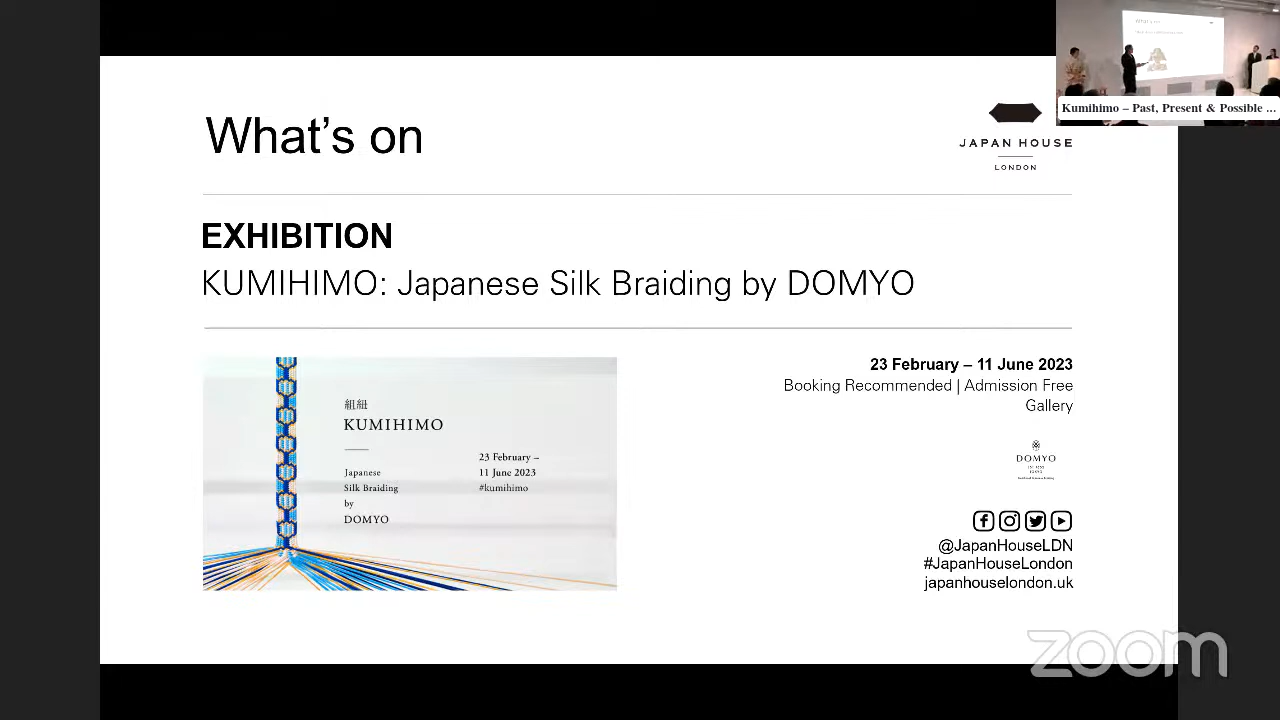 What's on
Kumihimo – Past, Present & Possible ...
JAPAN HOUSE
LONDON
What’s on
EXHIBITION
KUMIHIMO: Japanese Silk Braiding by DOMYO
組紐
KUMIHIMO
Japanese
Silk Braiding
by
DOMYO
23 February –
11 June 2023
#kumihimo
23 February – 11 June 2023
Booking Recommended | Admission Free
Gallery
DOMYO
@JapanHouseLDN
#JapanHouseLondon
japanhouselondon.uk
zoom